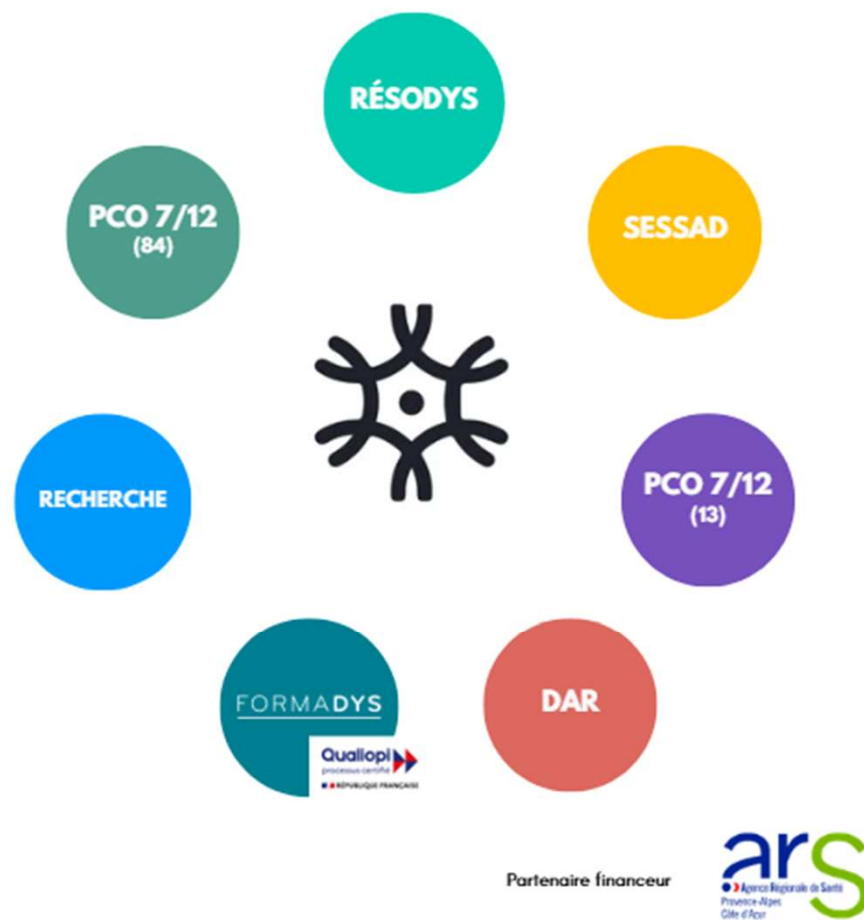 RÉSODYS
PCO 7/12
(84)
SESSAD
RECHERCHE
PCO 7/12
(13)
FORMADYS
Qualiopi
processus certifié
RÉPUBLIQUE FRANÇAISE
DAR
Partenaire financeur
ars
Agence Régionale de Santé
Provence-Alpes
Côte d'Azur